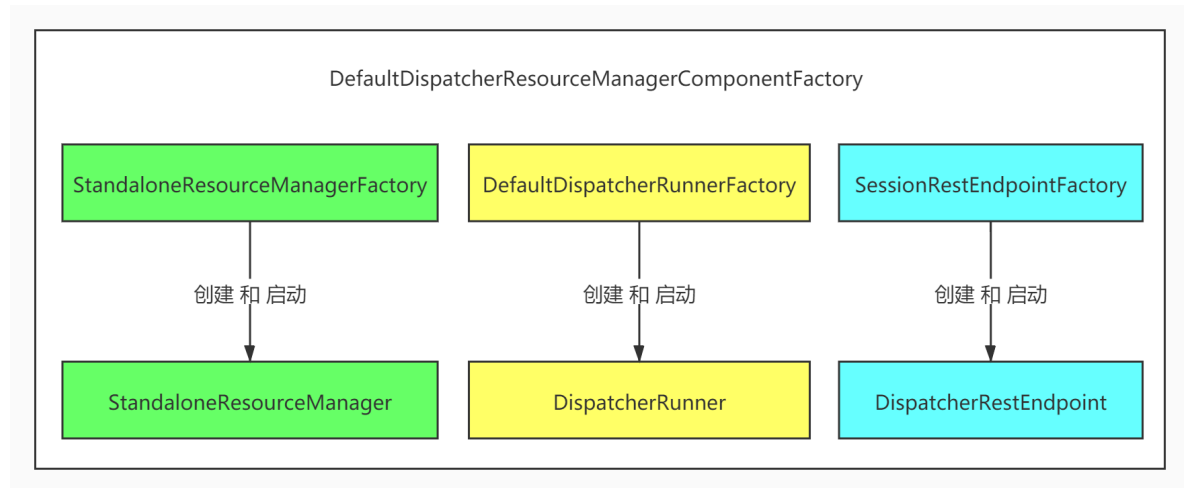 DefaultDispatcherResourceManagerComponentFactory
StandaloneResourceManagerFactory
DefaultDispatcherRunnerFactory
SessionRestEndpointFactory
创建 和 启动
创建 和 启动
创建 和 启动
StandaloneResourceManager
DispatcherRunner
DispatcherRestEndpoint